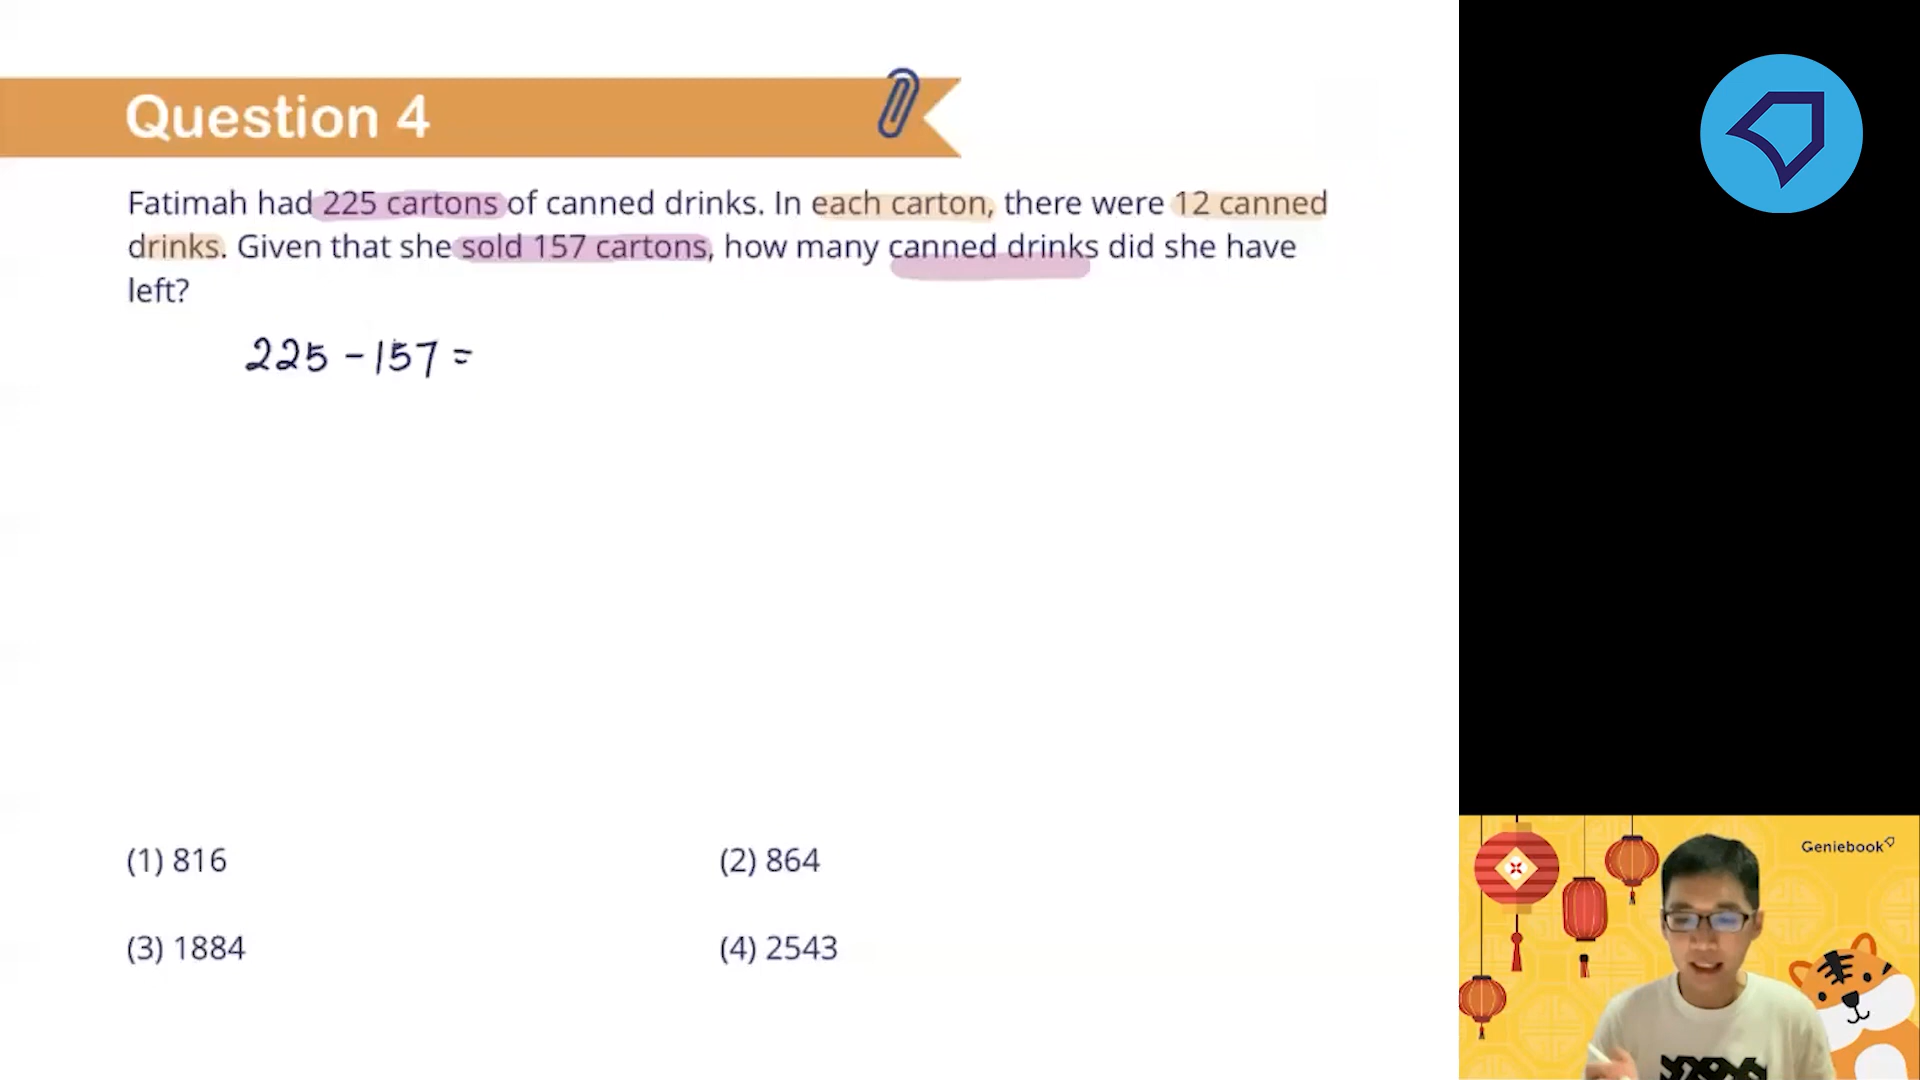 Question 4
Fatimah had 225 cartons of canned drinks. In each carton, there were 12 canned
drinks. Given that she sold 157 cartons, how many canned drinks did she have
left?
225 - 157 =
(1) 816
(2) 864
(3) 1884
(4) 2543
Geniebook